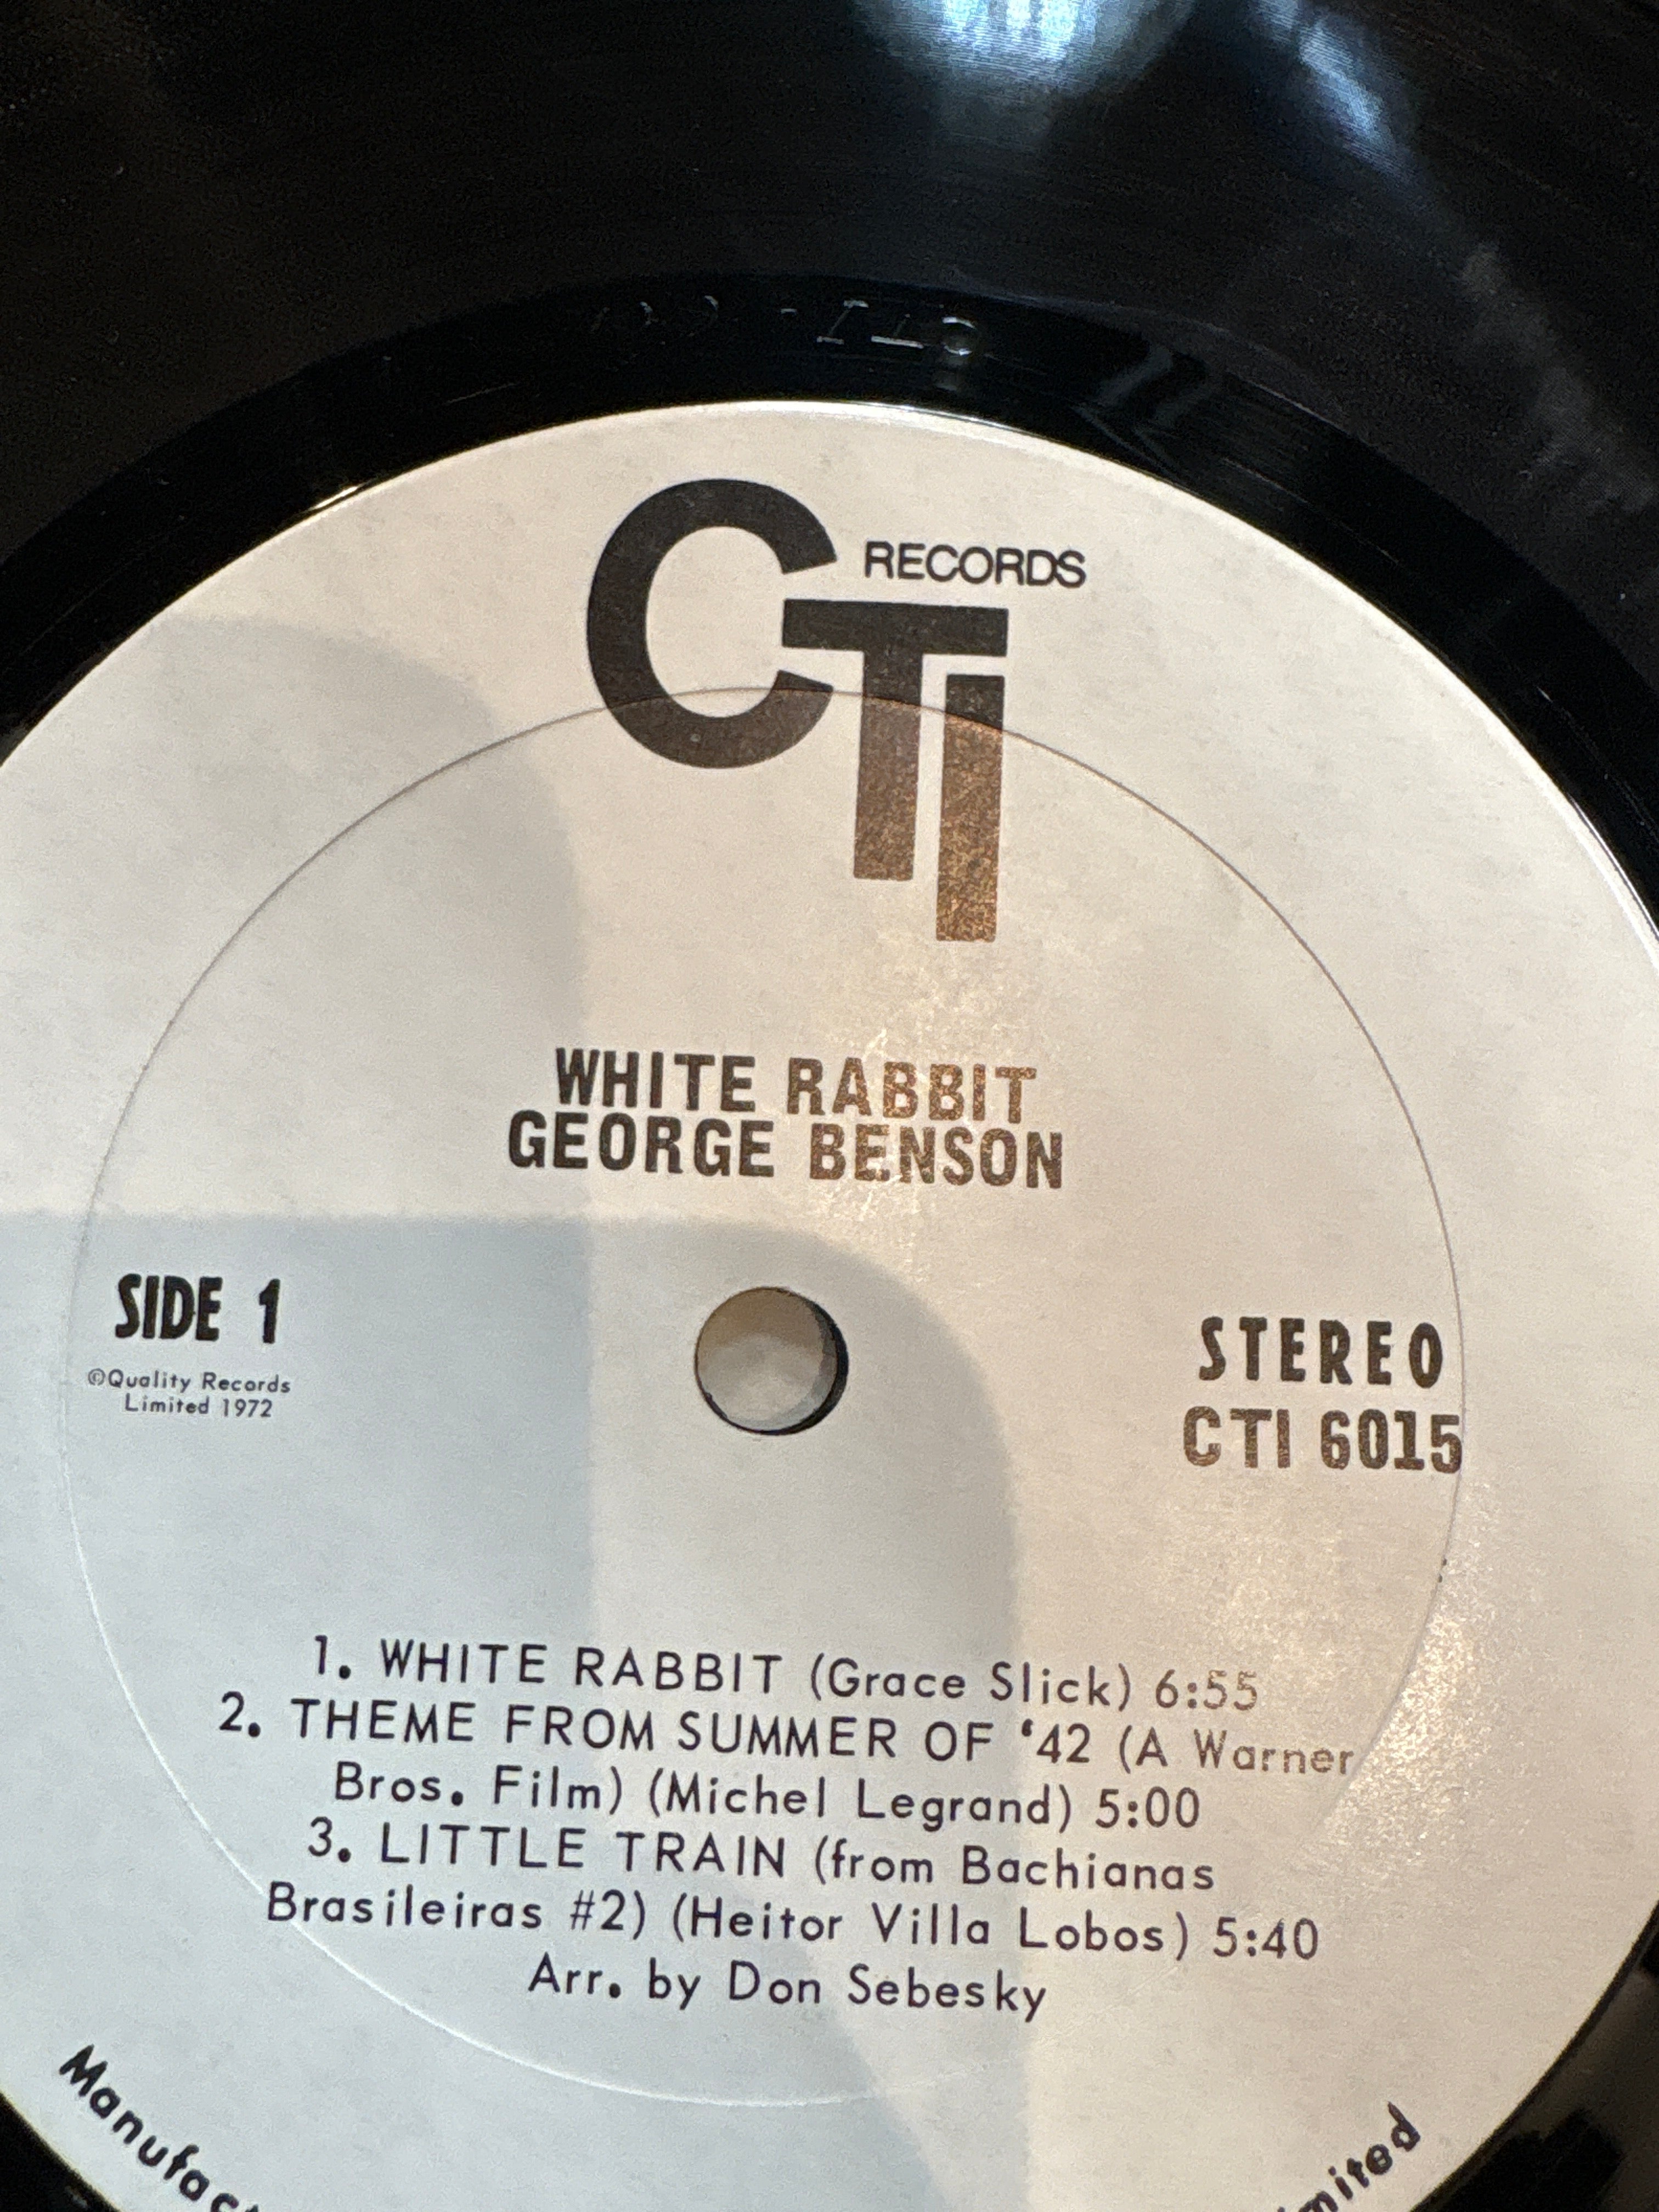 CTI
RECORDS
WHITE RABBIT
GEORGE BENSON
SIDE 1
©Quality Records
Limited 1972
STEREO
CTI 6015
1. WHITE RABBIT (Grace Slick) 6:55
2. THEME FROM SUMMER OF ‘42 (A Warner
Bros. Film) (Michel Legrand) 5:00
3. LITTLE TRAIN (from Bachianas
Brasileiras #2) (Heitor Villa Lobos) 5:40
Arr. by Don Sebesky